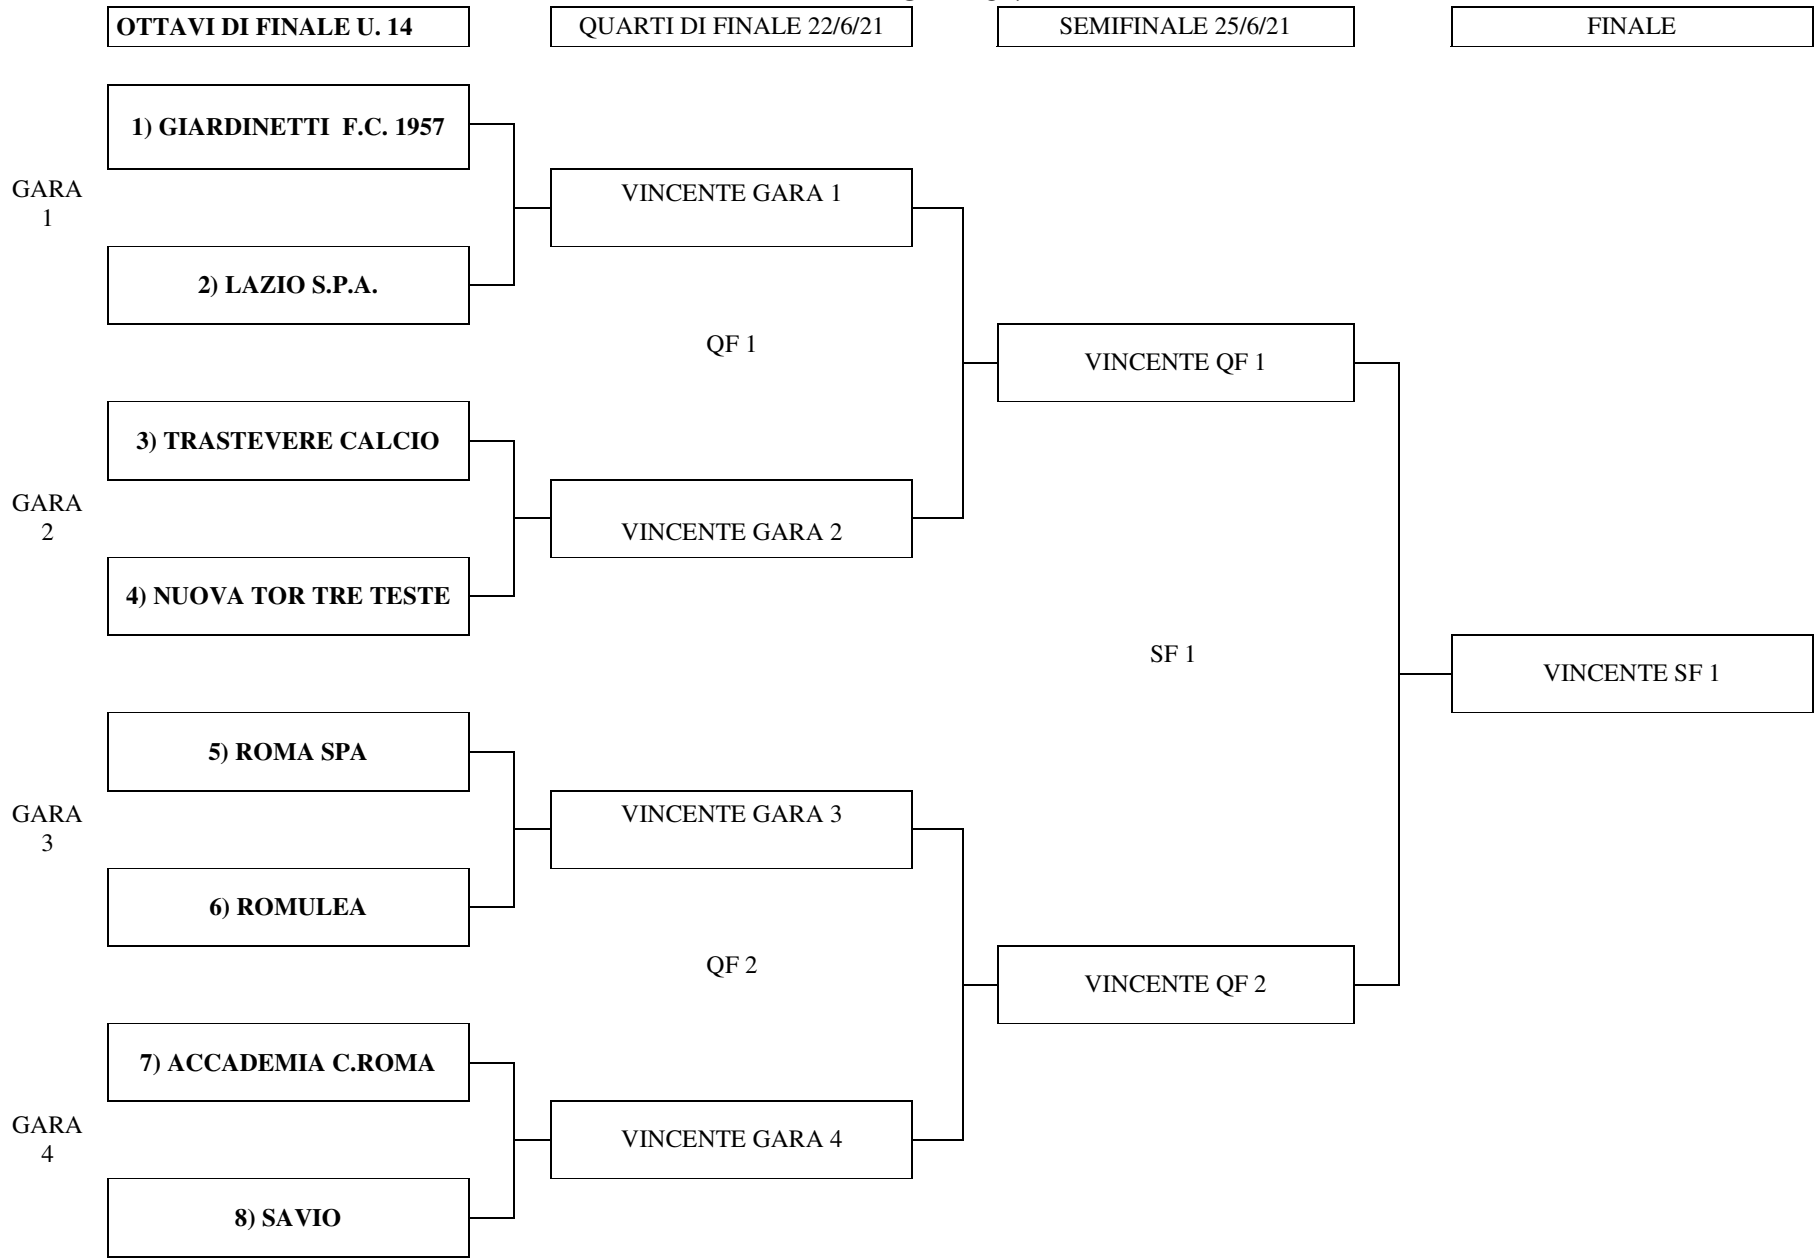 OTTAVI DI FINALE U. 14
QUARTI DI FINALE 22/6/21
SEMIFINALE 25/6/21
FINALE
1) GIARDINETTI F.C. 1957
GARA
1
VINCENTE GARA 1
2) LAZIO S.P.A.
QF 1
VINCENTE QF 1
3) TRASTEVERE CALCIO
GARA
2
VINCENTE GARA 2
4) NUOVA TOR TRE TESTE
SF 1
VINCENTE SF 1
5) ROMA SPA
GARA
3
VINCENTE GARA 3
6) ROMULEA
QF 2
VINCENTE QF 2
7) ACCADEMIA C.ROMA
GARA
4
VINCENTE GARA 4
8) SAVIO